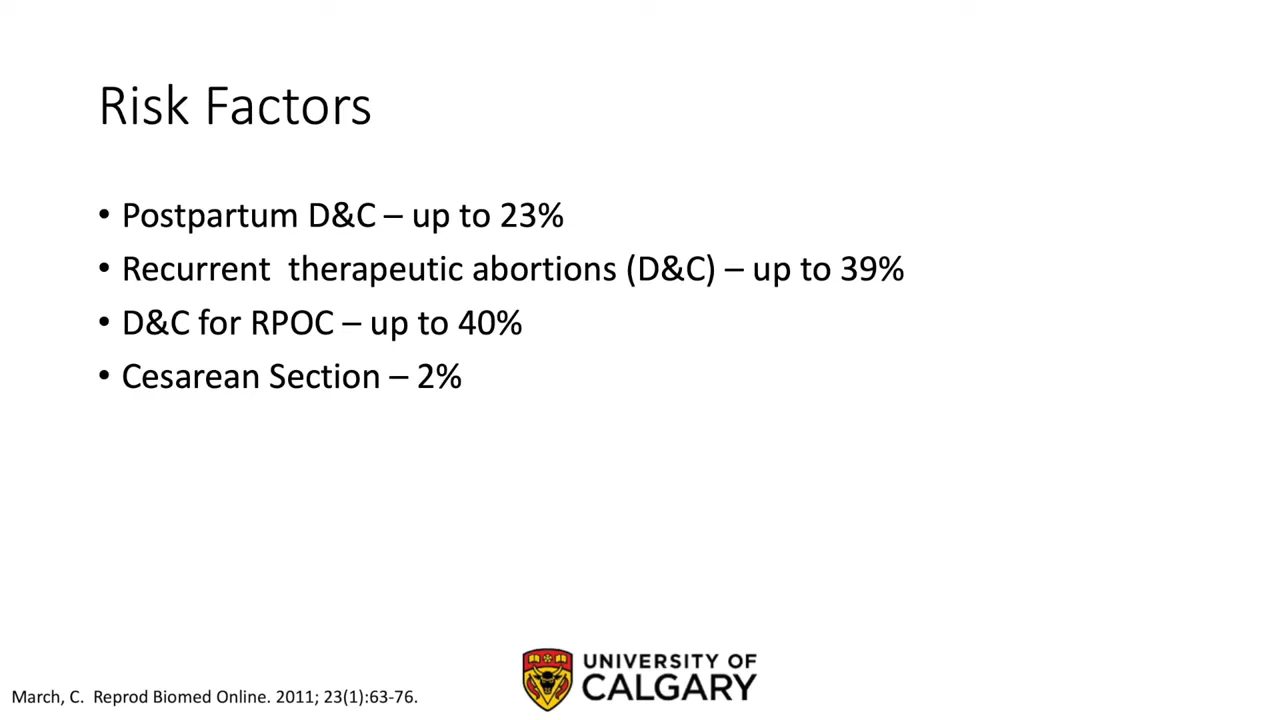 Risk Factors
• Postpartum D&C – up to 23%
• Recurrent  therapeutic abortions (D&C) – up to 39%
• D&C for RPOC – up to 40%
• Cesarean Section – 2%
March, C.  Reprod Biomed Online. 2011; 23(1):63-76.
UNIVERSITY OF
CALGARY